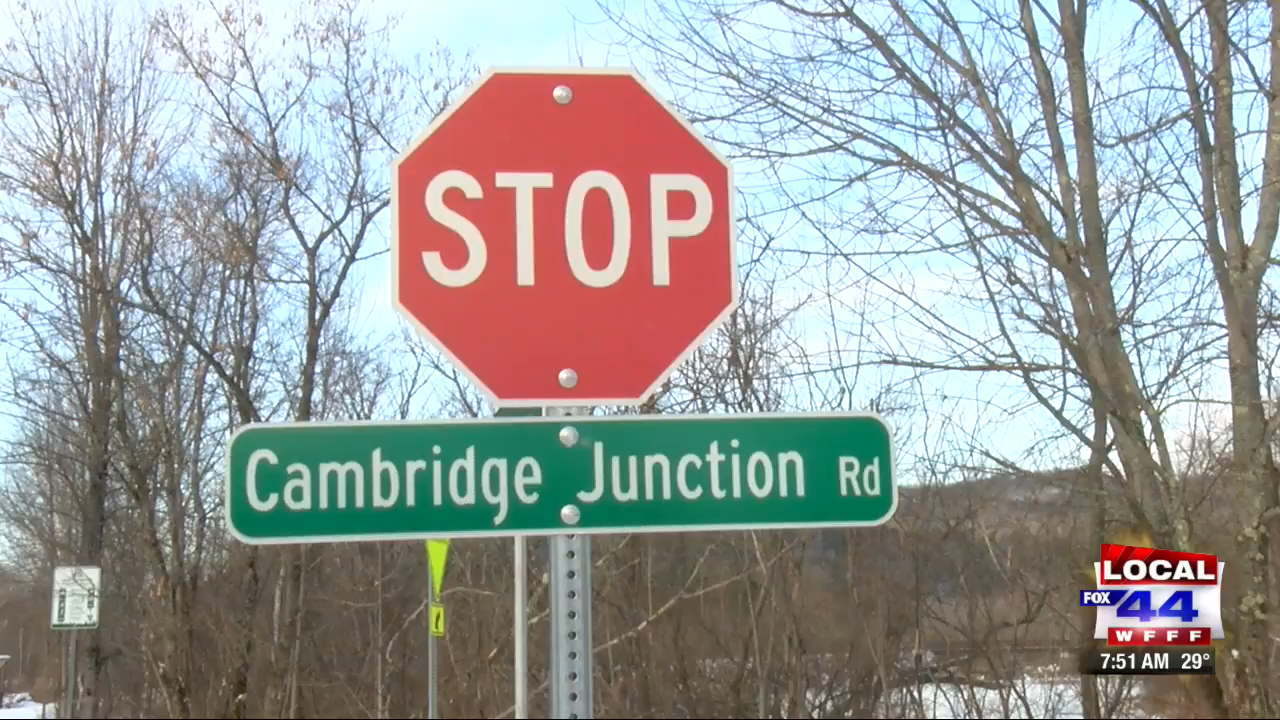 STOP
Cambridge Junction Rd
LOCAL
FOX 44
WFFF
7:51 AM 29°